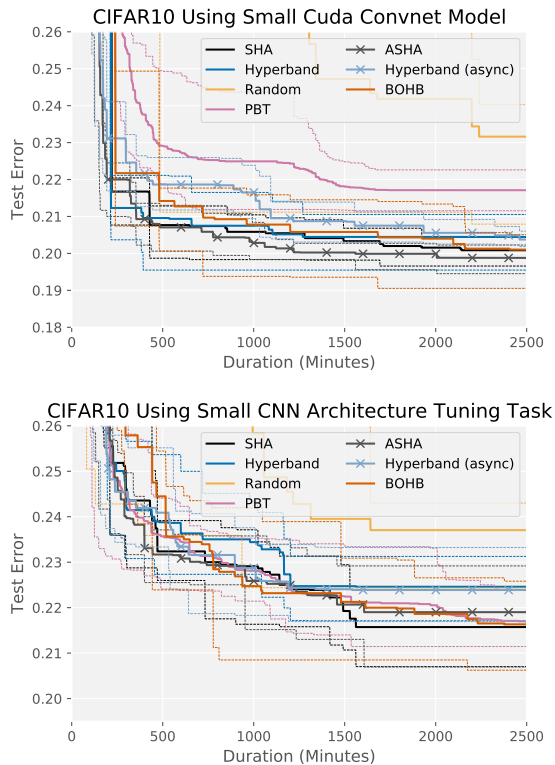 CIFAR10 Using Small Cuda Convnet Model
0.26
0.25
0.24
0.23
0.22
0.21
0.20
0.19
0.18
Test Error
SHA
Hyperband
Random
PBT
ASHA
Hyperband (async)
BOHB
0
500
1000
1500
2000
2500
Duration (Minutes)
CIFAR10 Using Small CNN Architecture Tuning Task
0.26
0.25
0.24
0.23
0.22
0.21
0.20
Test Error
SHA
Hyperband
Random
PBT
ASHA
Hyperband (async)
BOHB
0
500
1000
1500
2000
2500
Duration (Minutes)